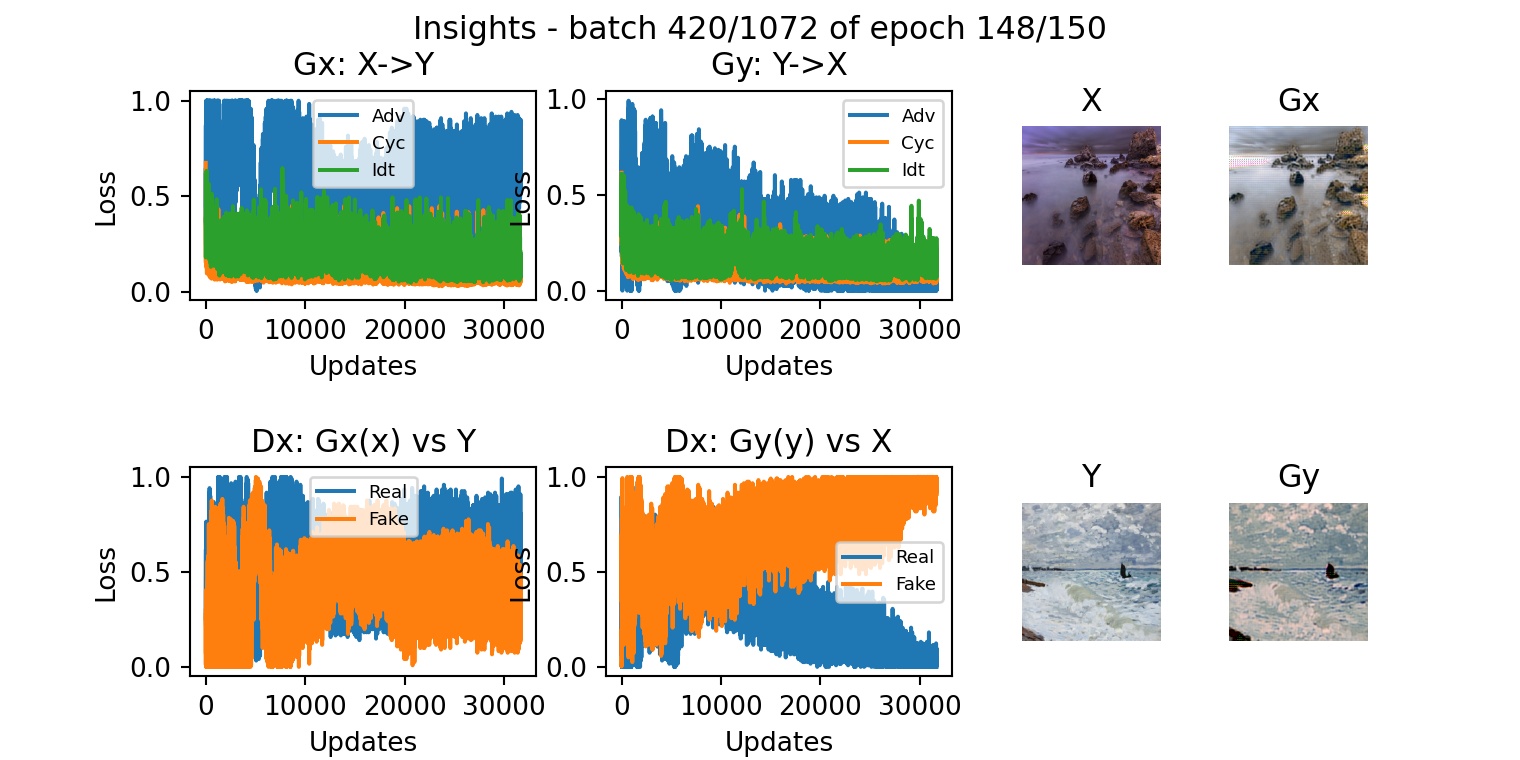 Insights - batch 420/1072 of epoch 148/150
Gx: X->Y
1.0
0.5
0.0
Loss
Adv
Cyc
Idt
0 10000 20000 30000
Updates
Gy: Y->X
1.0
0.5
0.0
Loss
Adv
Cyc
Idt
0 10000 20000 30000
Updates
X
Gx
Dx: Gx(x) vs Y
1.0
0.5
0.0
Loss
Real
Fake
0 10000 20000 30000
Updates
Dx: Gy(y) vs X
1.0
0.5
0.0
Loss
Real
Fake
0 10000 20000 30000
Updates
Y
Gy